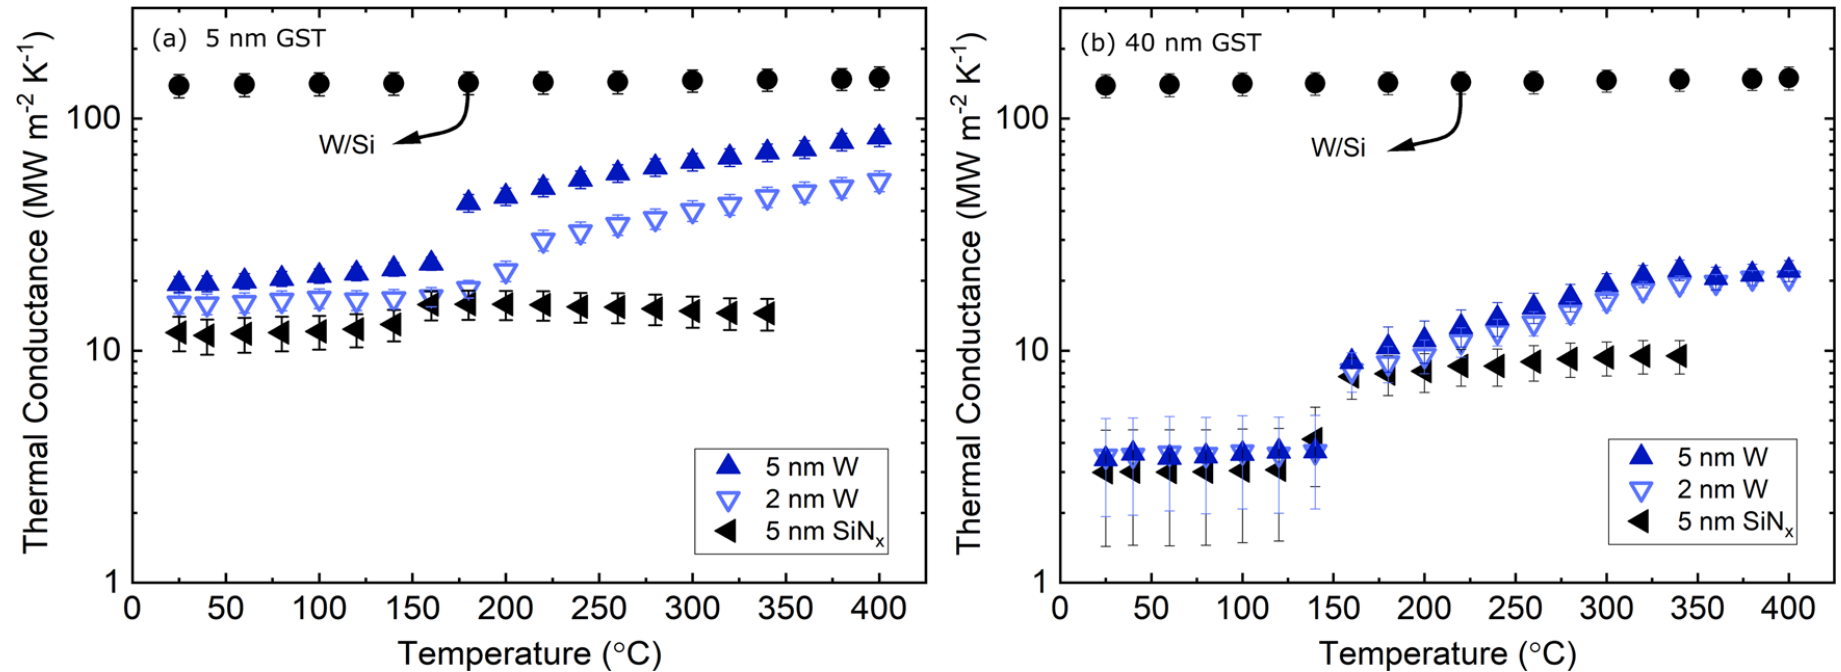 (a) 5 nm GST
Thermal Conductance (MW m⁻² K⁻¹)
100
10
1
W/Si
5 nm W
2 nm W
5 nm SiNₓ
0 50 100 150 200 250 300 350 400
Temperature (°C)
(b) 40 nm GST
Thermal Conductance (MW m⁻² K⁻¹)
100
10
1
W/Si
5 nm W
2 nm W
5 nm SiNₓ
0 50 100 150 200 250 300 350 400
Temperature (°C)